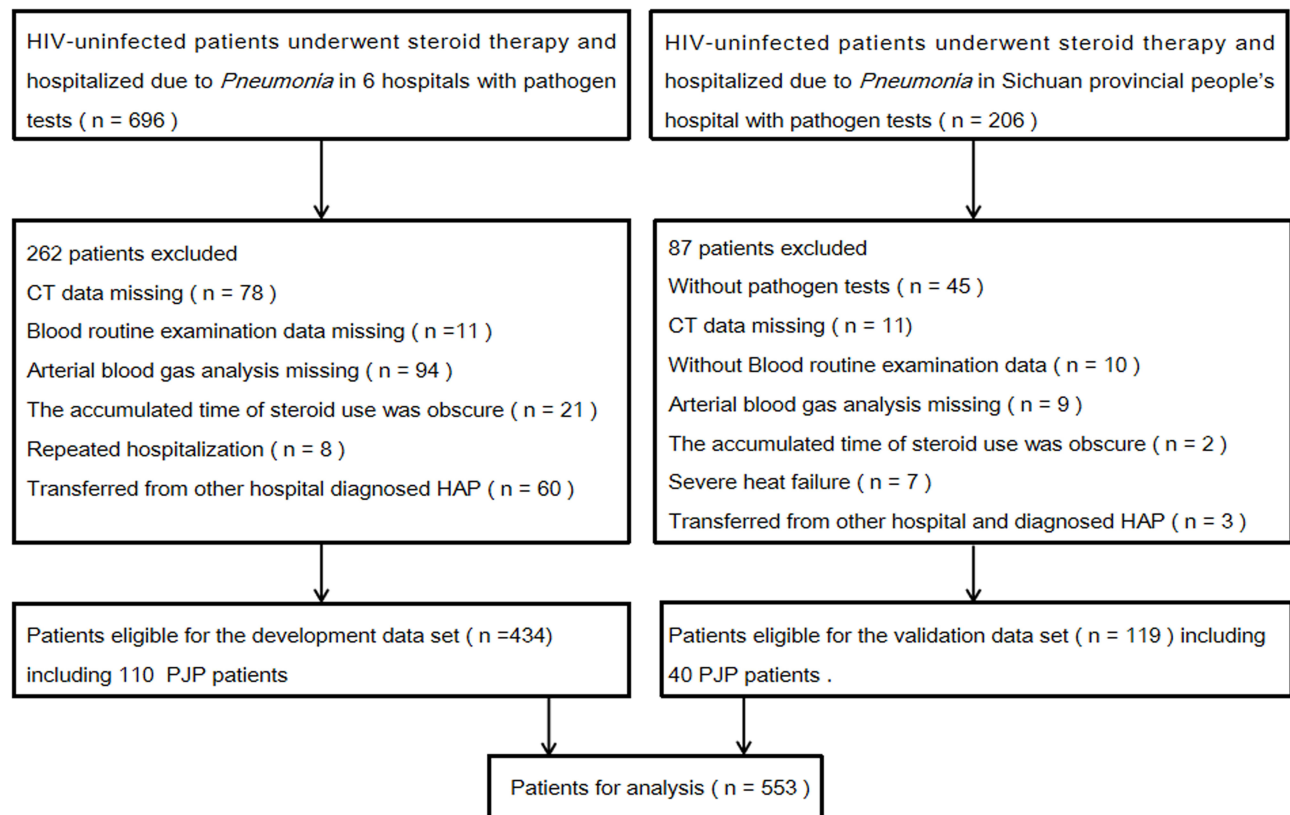 HIV-uninfected patients underwent steroid therapy and
hospitalized due to Pneumonia in 6 hospitals with pathogen
tests ( n = 696 )
HIV-uninfected patients underwent steroid therapy and
hospitalized due to Pneumonia in Sichuan provincial people's
hospital with pathogen tests ( n = 206 )
262 patients excluded
CT data missing ( n = 78 )
Blood routine examination data missing ( n =11 )
Arterial blood gas analysis missing ( n = 94 )
The accumulated time of steroid use was obscure ( n = 21 )
Repeated hospitalization ( n = 8 )
Transferred from other hospital diagnosed HAP ( n = 60 )
87 patients excluded
Without pathogen tests ( n = 45 )
CT data missing ( n = 11)
Without Blood routine examination data ( n = 10 )
Arterial blood gas analysis missing ( n = 9 )
The accumulated time of steroid use was obscure ( n = 2 )
Severe heat failure ( n = 7 )
Transferred from other hospital and diagnosed HAP ( n = 3 )
Patients eligible for the development data set ( n =434)
including 110 PJP patients
Patients eligible for the validation data set ( n = 119 ) including
40 PJP patients .
Patients for analysis ( n = 553 )